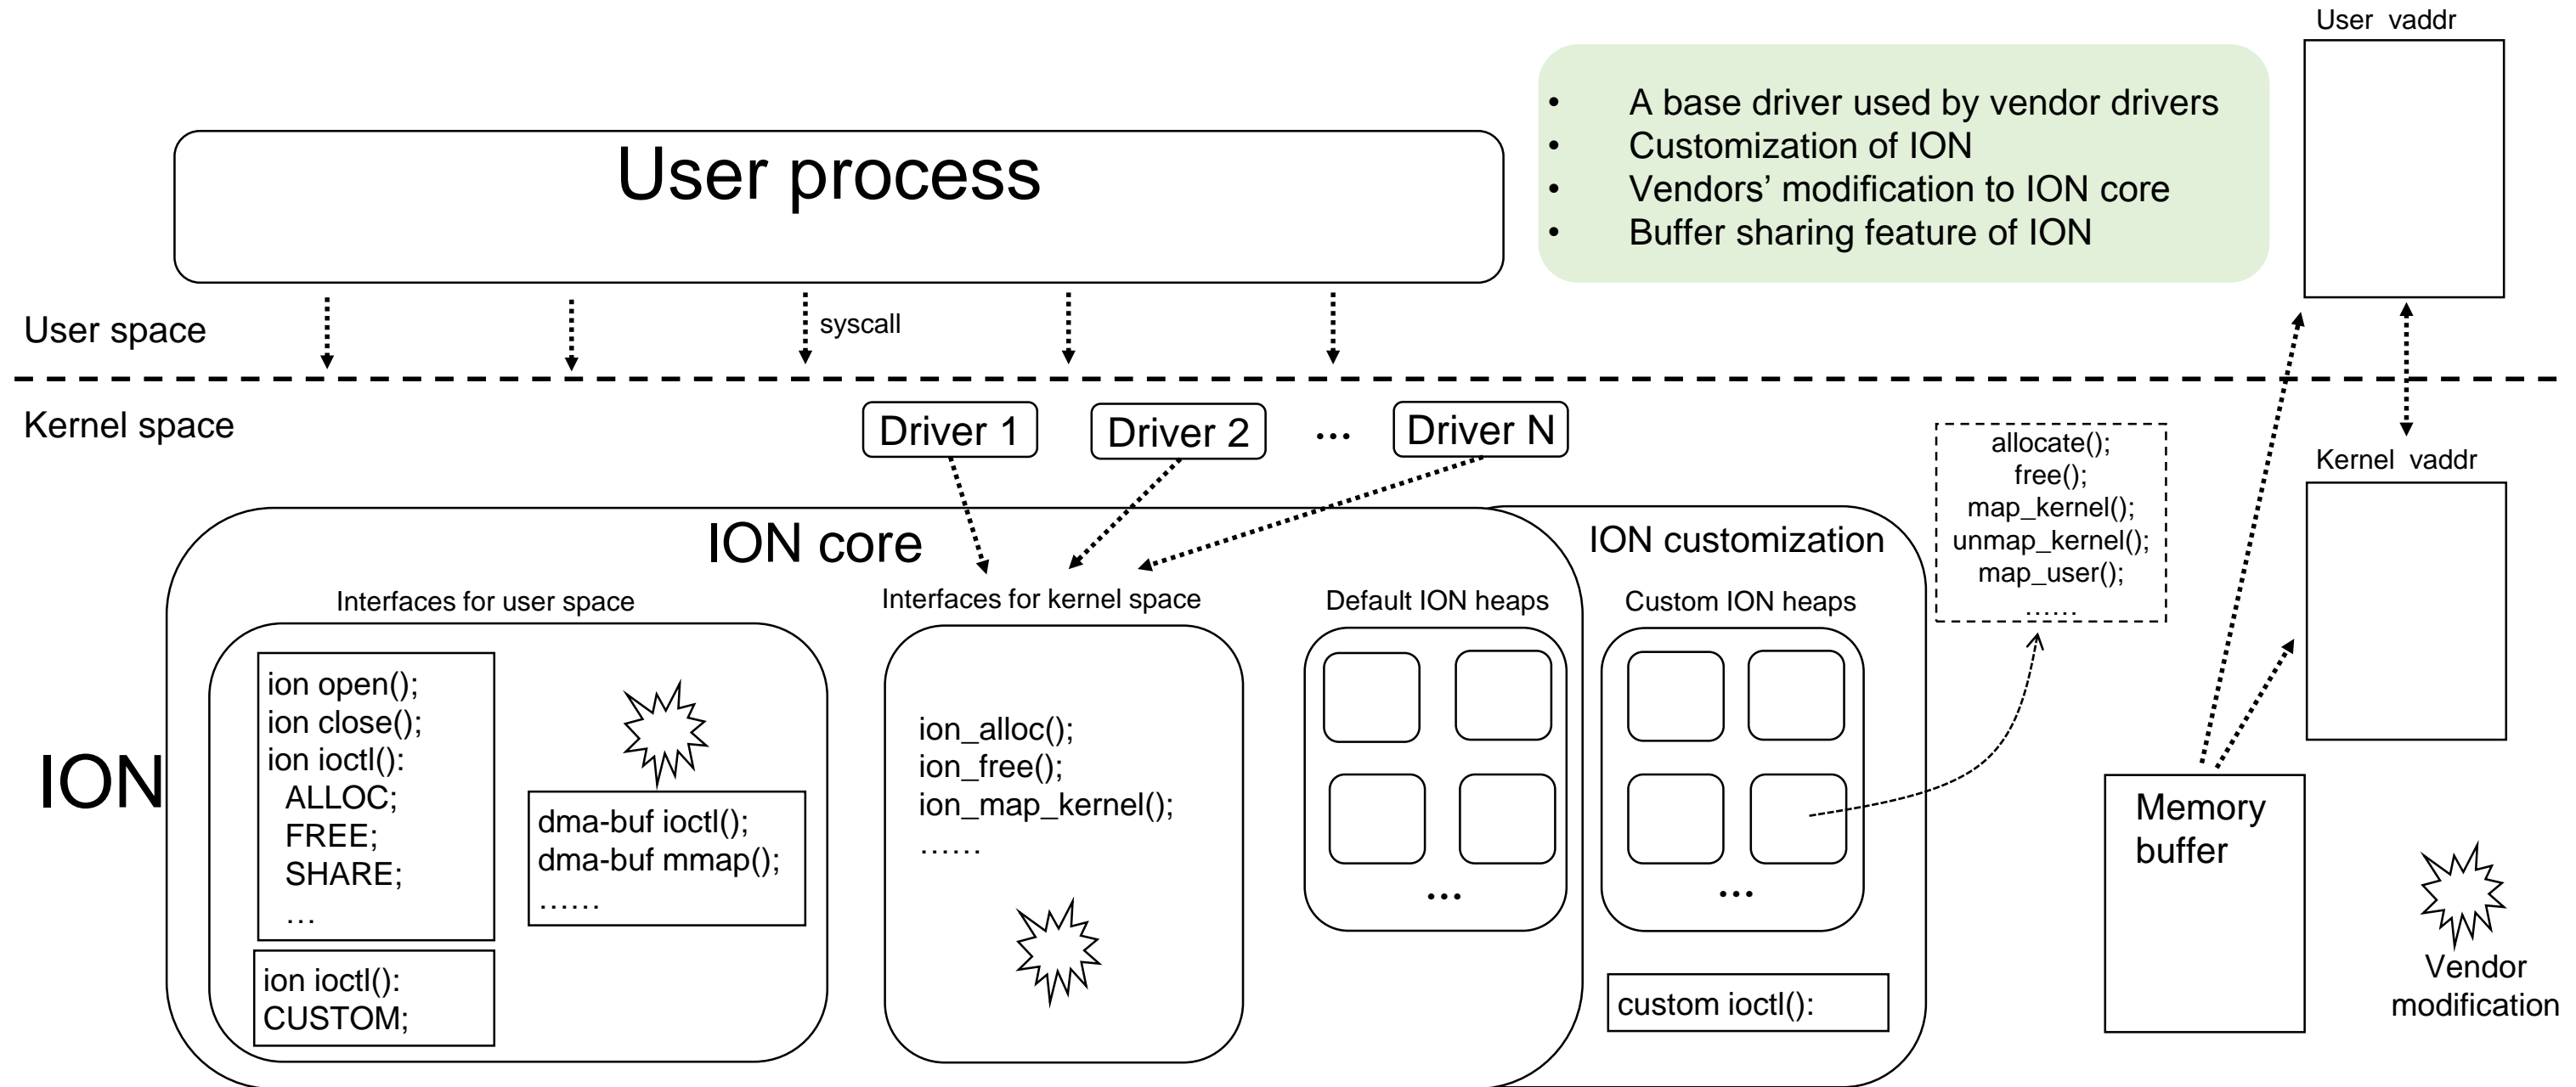 User vaddr
User process
• A base driver used by vendor drivers
• Customization of ION
• Vendors’ modification to ION core
• Buffer sharing feature of ION
User space
syscall
Kernel space
Driver 1
Driver 2
...
Driver N
allocate();
free();
map_kernel();
unmap_kernel();
map_user();
……
Kernel vaddr
ION core
ION customization
Interfaces for user space
Interfaces for kernel space
Default ION heaps
Custom ION heaps
ION
ion open();
ion close();
ion ioctl():
ALLOC;
FREE;
SHARE;
…
ion ioctl():
CUSTOM;
dma-buf ioctl();
dma-buf mmap();
……
ion_alloc();
ion_free();
ion_map_kernel();
……
...
...
custom ioctl():
Memory
buffer
Vendor
modification